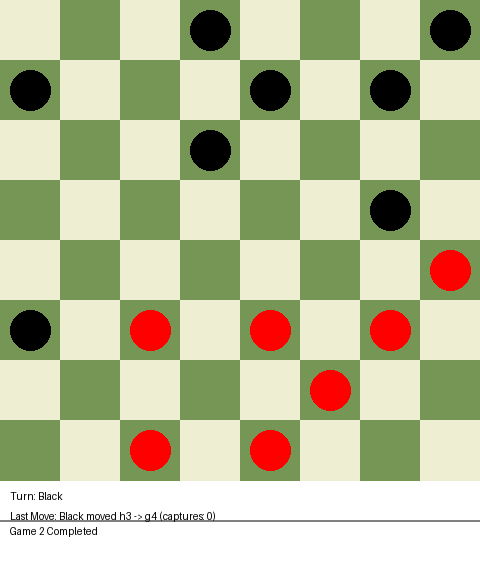 Turn: Black
Last Move: Black moved h3 -> g4 (captures: 0)
Game 2 Completed